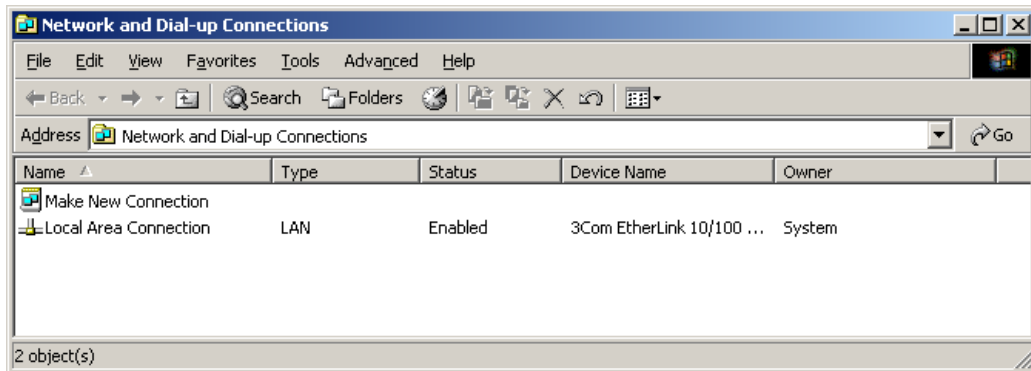 Network and Dial-up Connections
File Edit View Favorites Tools Advanced Help
Back Search Folders
Address Network and Dial-up Connections Go
Name Type Status Device Name Owner
Make New Connection
Local Area Connection LAN Enabled 3Com EtherLink 10/100 ... System
2 object(s)